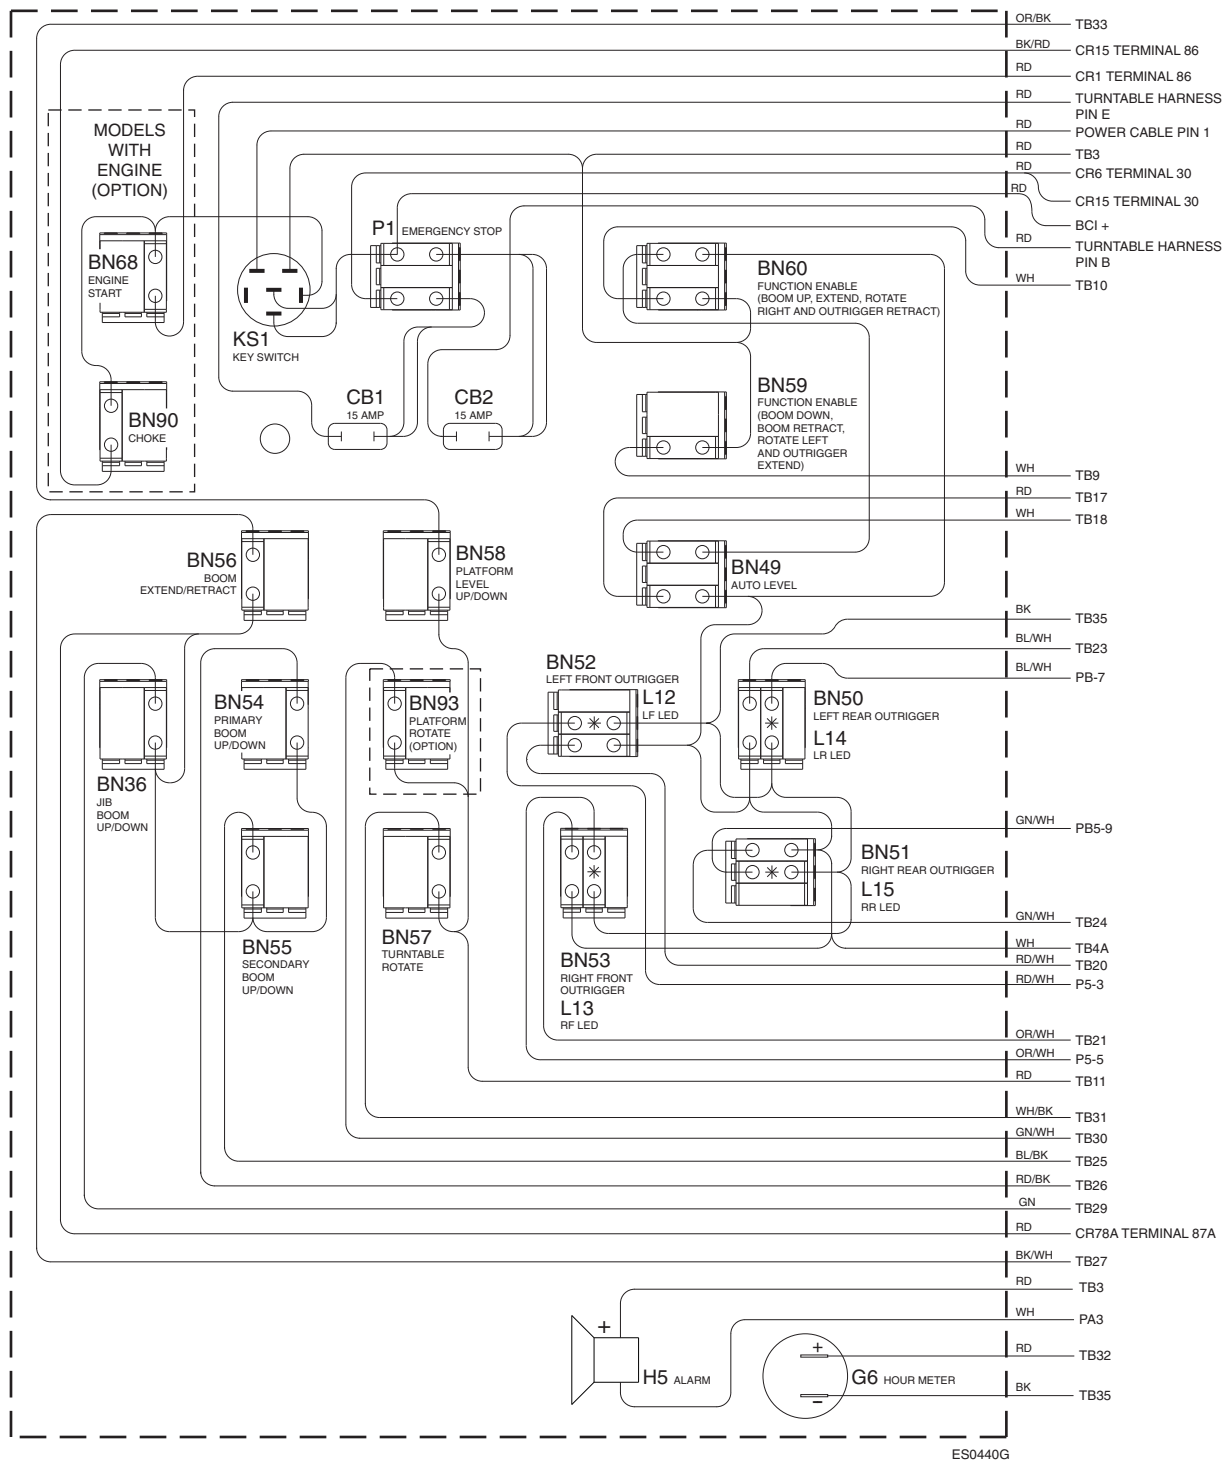 OR/BK
TB33
BK/RD
CR15 TERMINAL 86
RD
CR1 TERMINAL 86
RD
TURNTABLE HARNESS
PIN E
RD
POWER CABLE PIN 1
RD
TB3
RD
CR6 TERMINAL 30
CR15 TERMINAL 30
RD
BCI +
RD
TURNTABLE HARNESS
PIN B
WH
TB10
MODELS
WITH
ENGINE
(OPTION)
BN68
ENGINE
START
BN90
CHOKE
KS1
KEY SWITCH
P1 EMERGENCY STOP
CB1
15 AMP
CB2
15 AMP
BN60
FUNCTION ENABLE
(BOOM UP, EXTEND, ROTATE
RIGHT AND OUTRIGGER RETRACT)
BN59
FUNCTION ENABLE
(BOOM DOWN,
BOOM RETRACT,
ROTATE LEFT
AND OUTRIGGER
EXTEND)
WH
TB9
RD
TB17
WH
TB18
BN56
BOOM
EXTEND/RETRACT
BN58
PLATFORM
LEVEL
UP/DOWN
BN49
AUTO LEVEL
BK
TB35
BL/WH
TB23
BL/WH
PB-7
BN36
JIB
BOOM
UP/DOWN
BN54
PRIMARY
BOOM
UP/DOWN
BN93
PLATFORM
ROTATE
(OPTION)
BN52
LEFT FRONT OUTRIGGER
L12
LF LED
BN50
LEFT REAR OUTRIGGER
L14
LR LED
GN/WH
PB5-9
BN51
RIGHT REAR OUTRIGGER
L15
RR LED
BN55
SECONDARY
BOOM
UP/DOWN
BN57
TURNTABLE
ROTATE
BN53
RIGHT FRONT
OUTRIGGER
L13
RF LED
GN/WH
TB24
WH
TB4A
RD/WH
TB20
RD/WH
P5-3
OR/WH
TB21
OR/WH
P5-5
RD
TB11
WH/BK
TB31
GN/WH
TB30
BL/BK
TB25
RD/BK
TB26
GN
TB29
RD
CR78A TERMINAL 87A
BK/WH
TB27
RD
TB3
WH
PA3
+
H5 ALARM
+
–
G6 HOUR METER
RD
TB32
BK
TB35
ES0440G